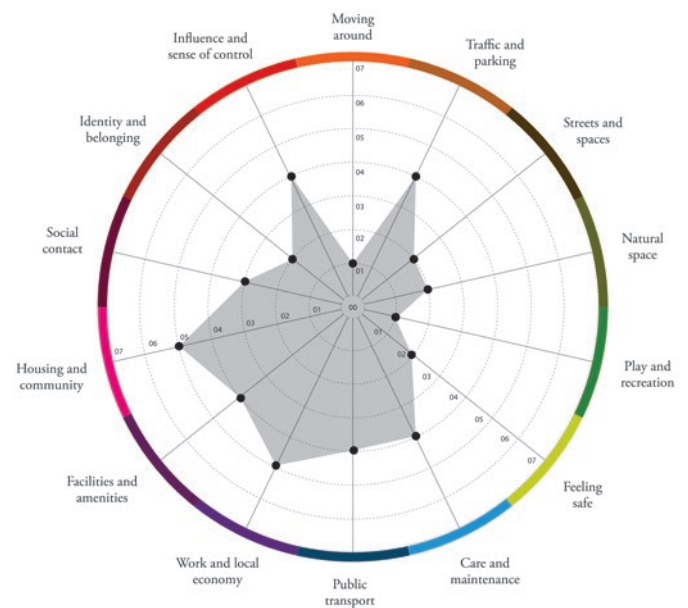 Moving
around
Influence and
sense of control
Traffic and
parking
Identity and
belonging
Streets and
spaces
Social
contact
Natural
space
Housing and
community
Play and
recreation
Facilities and
amenities
Feeling
safe
Work and local
economy
Care and
maintenance
Public
transport
07
06
05
04
03
02
01
00
01
02
03
04
05
06
07
01
02
03
04
05
06
07